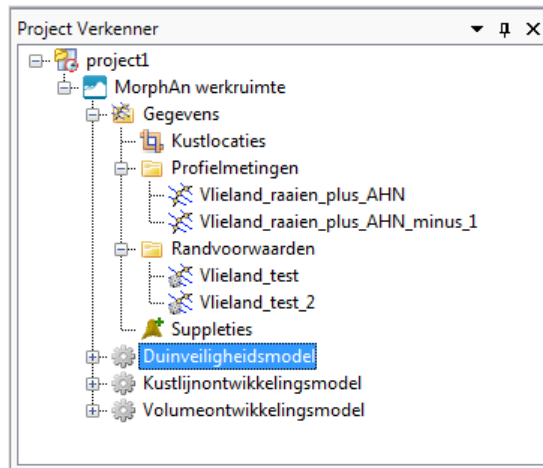 Project Verkenner
project1
MorphAn werkruimte
Gegevens
Kustlocaties
Profielmetingen
Vlieland_raaien_plus_AHN
Vlieland_raaien_plus_AHN_minus_1
Randvoorwaarden
Vlieland_test
Vlieland_test_2
Suppleties
Duinveiligheidsmodel
Kustlijnontwikkelingsmodel
Volumeontwikkelingsmodel